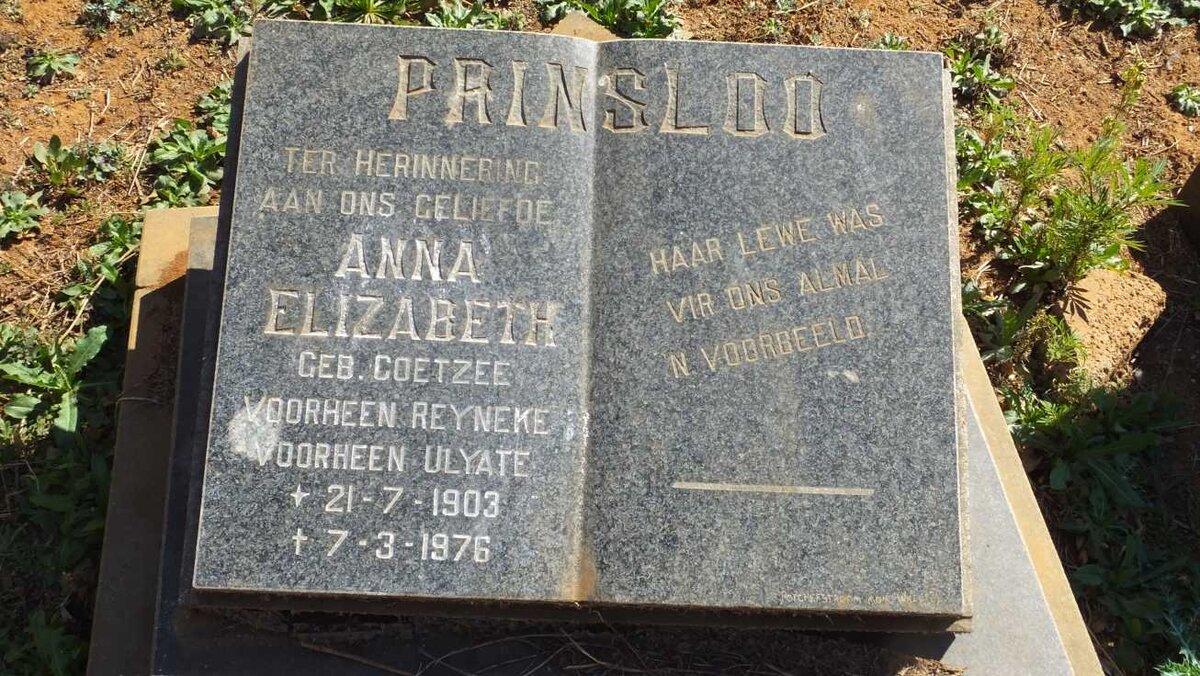 PRINSLOO
TER HERINNERING
AAN ONS GELIEFDE
ANNA
ELIZABETH
GEB. COETZEE
VOORHEEN REYNEKE
VOORHEEN ULYATE
21-7-1903
† 7-3-1976
HAAR LEWE WAS
VIR ONS ALMAL
'N VOORBEELD.
POTCHEFSTROOM